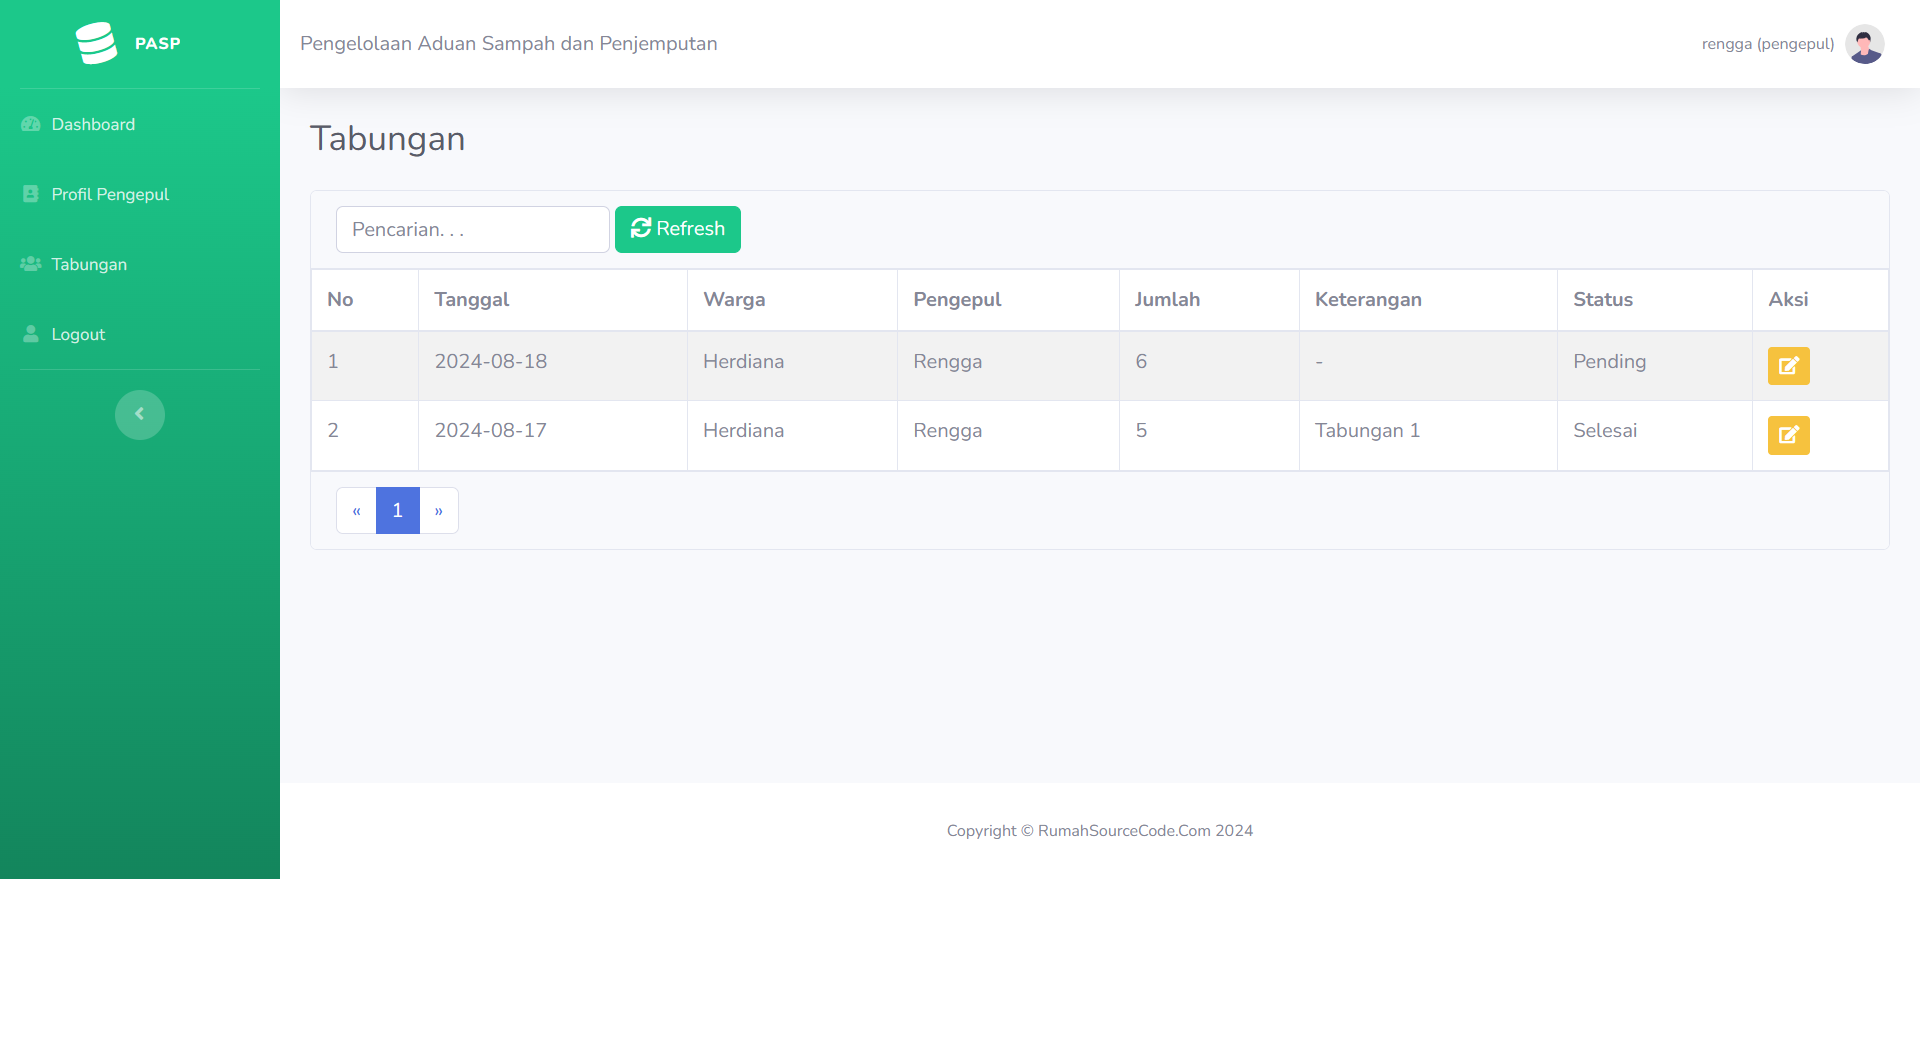 PASP
Pengelolaan Aduan Sampah dan Penjemputan
rengga (pengepul)
Dashboard
Profil Pengepul
Tabungan
Logout
Tabungan
Pencarian. . .
Refresh
No Tanggal Warga Pengepul Jumlah Keterangan Status Aksi
1 2024-08-18 Herdiana Rengga 6 - Pending
2 2024-08-17 Herdiana Rengga 5 Tabungan 1 Selesai
« 1 »
Copyright © RumahSourceCode.Com 2024